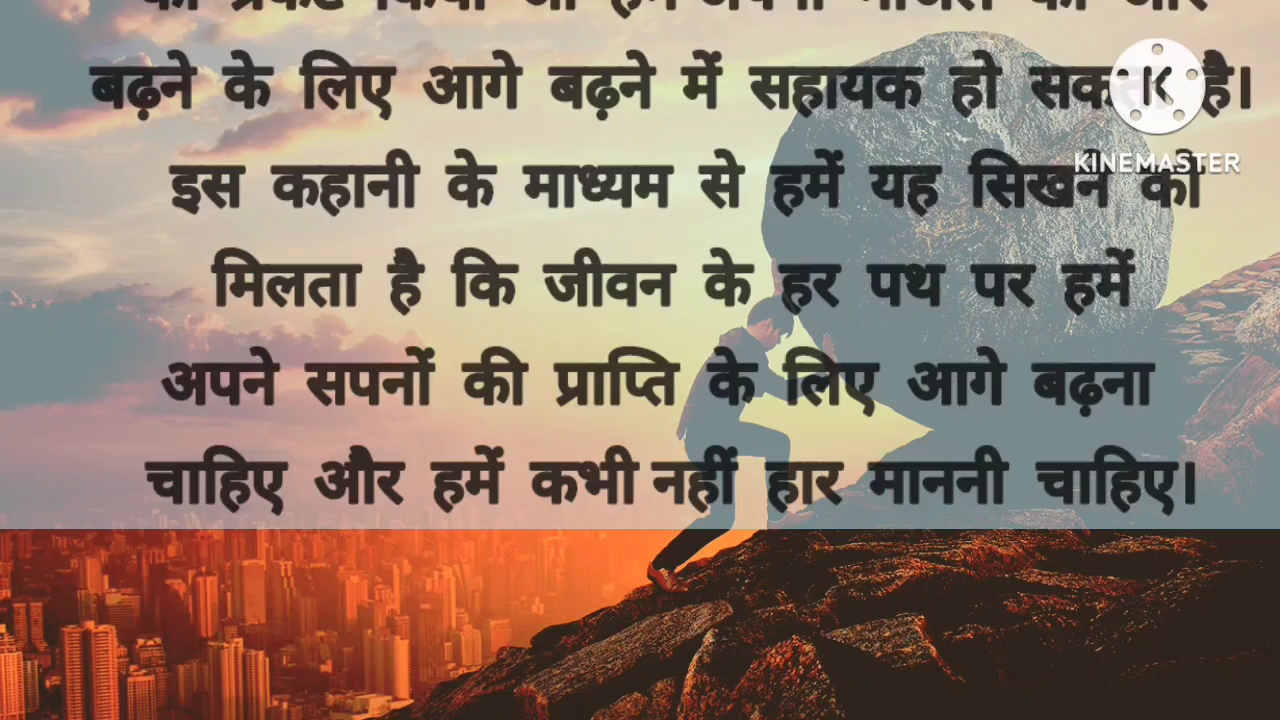 बढ़ने के लिए आगे बढ़ने में सहायक हो है।
इस कहानी के माध्यम से हमें यह सिखने को
मिलता है कि जीवन के हर पथ पर हमें
अपने सपनों की प्राप्ति के लिए आगे बढ़ना
चाहिए और हमें कभी नहीं हार माननी चाहिए।
KINEMASTER